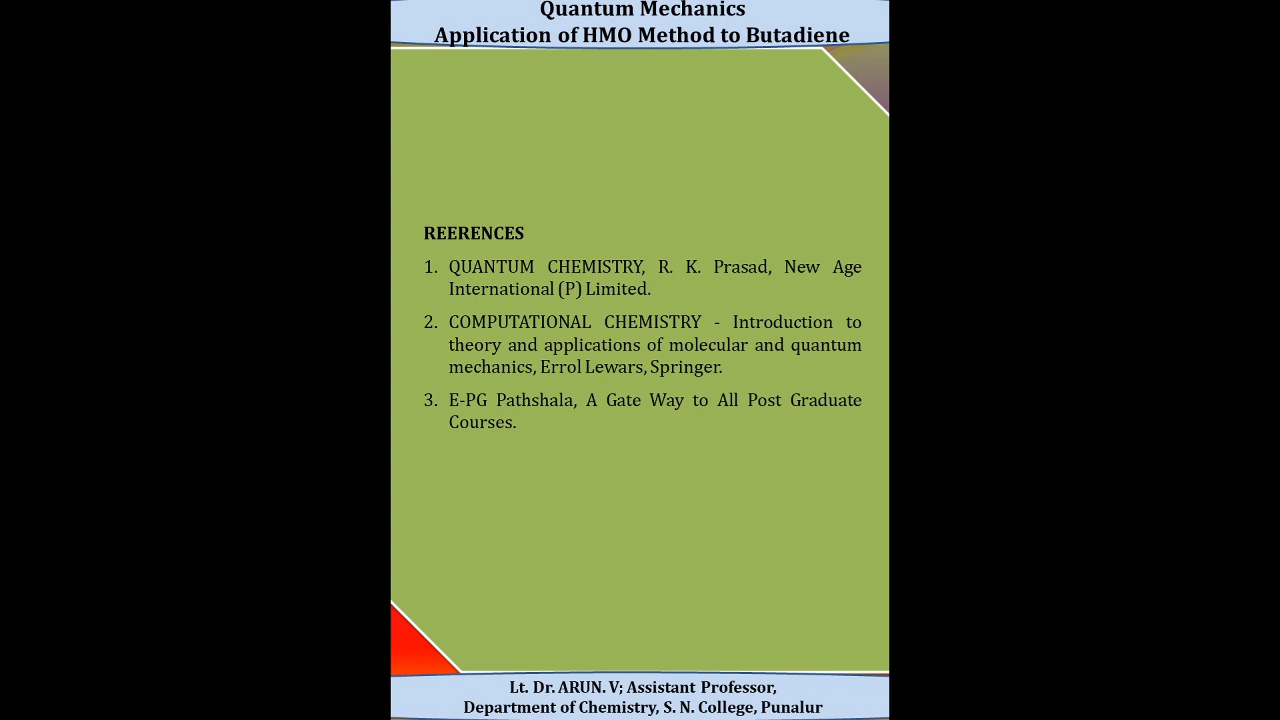 Quantum Mechanics
Application of HMO Method to Butadiene
REERENCES
1. QUANTUM CHEMISTRY, R. K. Prasad, New Age
International (P) Limited.
2. COMPUTATIONAL CHEMISTRY - Introduction to
theory and applications of molecular and quantum
mechanics, Errol Lewars, Springer.
3. E-PG Pathshala, A Gate Way to All Post Graduate
Courses.
Lt. Dr. ARUN. V; Assistant Professor,
Department of Chemistry, S. N. College, Punalur